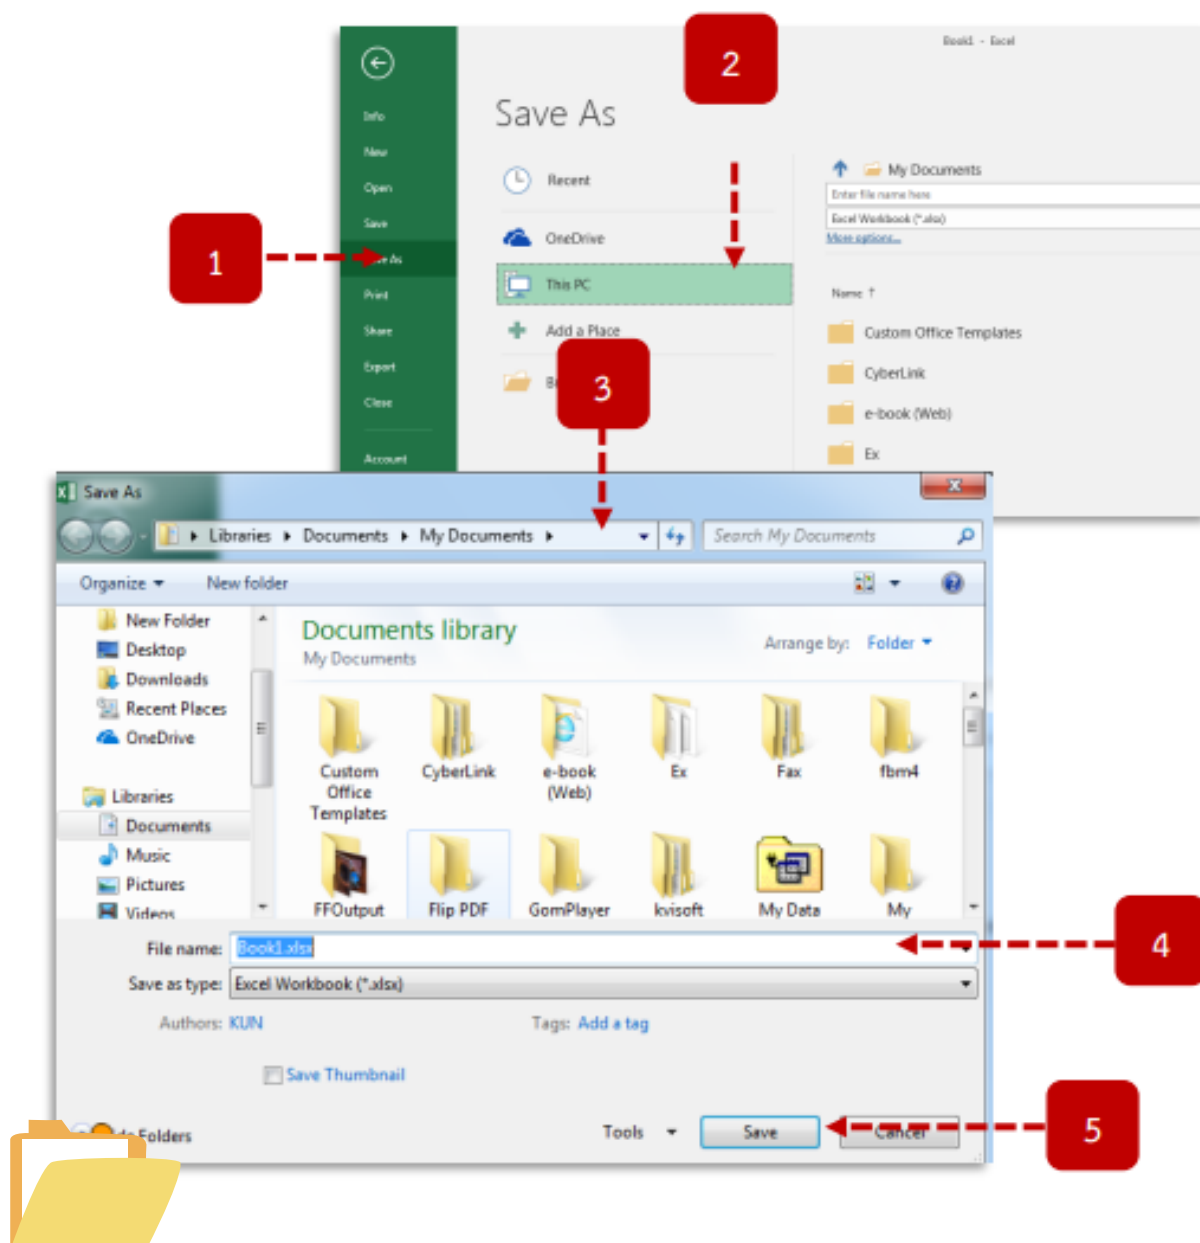 2
Book1 - Excel
Save As
Info
New
Open
Save
Print
Share
Export
Close
Account
1
Recent
OneDrive
This PC
Add a Place
3
My Documents
Enter file name here
Excel Workbook (*.xlsx)
More options...
Name ↑
Custom Office Templates
CyberLink
e-book (Web)
Ex
Save As
Libraries Documents My Documents
Search My Documents
Organize New folder
New Folder
Desktop
Downloads
Recent Places
OneDrive
Libraries
Documents
Music
Pictures
Videos
Documents library
My Documents
Arrange by: Folder
Custom Office Templates
CyberLink
e-book (Web)
Ex
Fax
fbm4
FFOutput
Flip PDF
GomPlayer
kvisoft
My Data
My
File name: Book1.xlsx
4
Save as type: Excel Workbook (*.xlsx)
Authors: KUN
Tags: Add a tag
Save Thumbnail
Folders
Tools
Save
Cancel
5